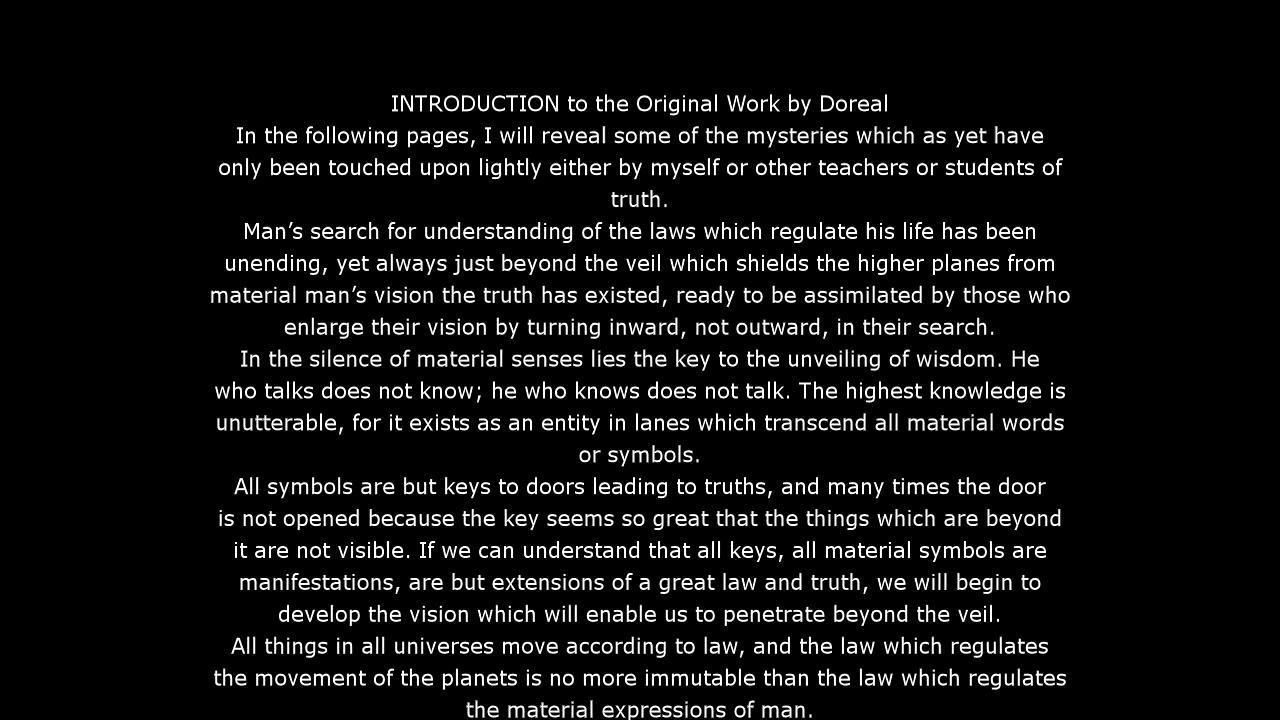 INTRODUCTION to the Original Work by Doreal
In the following pages, I will reveal some of the mysteries which as yet have
only been touched upon lightly either by myself or other teachers or students of
truth.
Man’s search for understanding of the laws which regulate his life has been
unending, yet always just beyond the veil which shields the higher planes from
material man’s vision the truth has existed, ready to be assimilated by those who
enlarge their vision by turning inward, not outward, in their search.
In the silence of material senses lies the key to the unveiling of wisdom. He
who talks does not know; he who knows does not talk. The highest knowledge is
unutterable, for it exists as an entity in lanes which transcend all material words
or symbols.
All symbols are but keys to doors leading to truths, and many times the door
is not opened because the key seems so great that the things which are beyond
it are not visible. If we can understand that all keys, all material symbols are
manifestations, are but extensions of a great law and truth, we will begin to
develop the vision which will enable us to penetrate beyond the veil.
All things in all universes move according to law, and the law which regulates
the movement of the planets is no more immutable than the law which regulates
the material expressions of man.